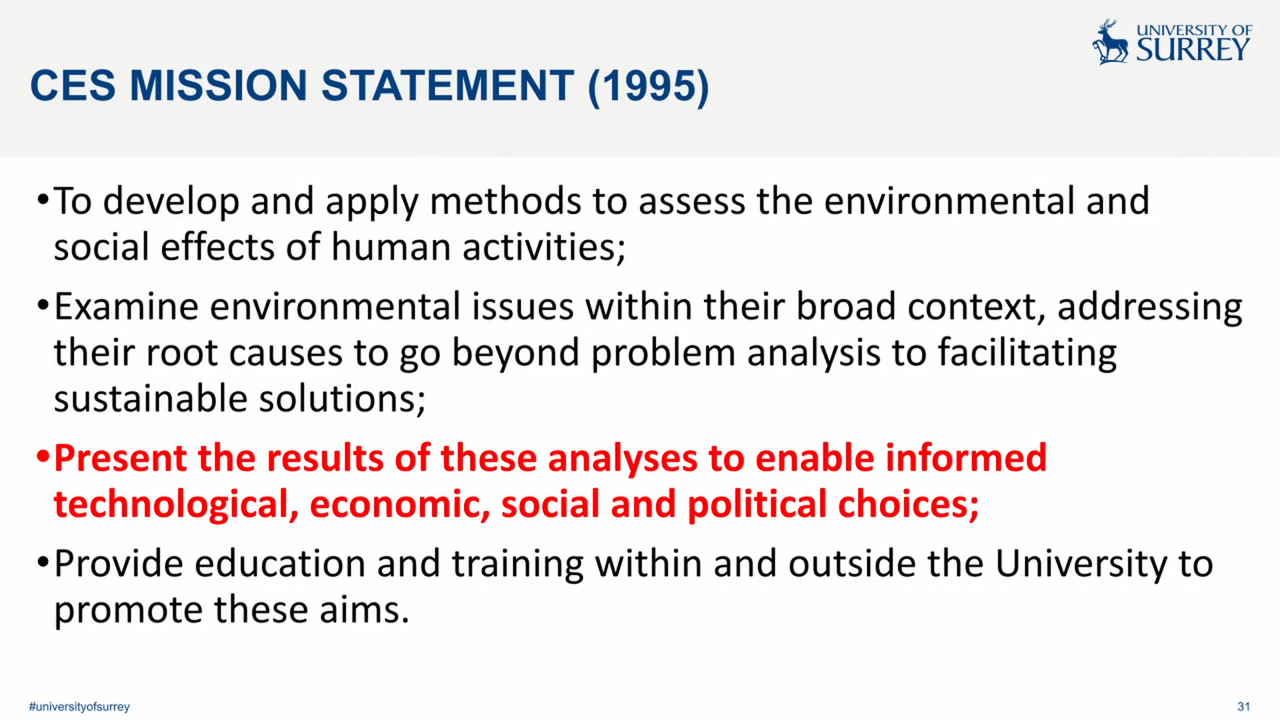 UNIVERSITY OF
SURREY
CES MISSION STATEMENT (1995)
•To develop and apply methods to assess the environmental and
social effects of human activities;
•Examine environmental issues within their broad context, addressing
their root causes to go beyond problem analysis to facilitating
sustainable solutions;
•Present the results of these analyses to enable informed
technological, economic, social and political choices;
•Provide education and training within and outside the University to
promote these aims.
#universityofsurrey
31